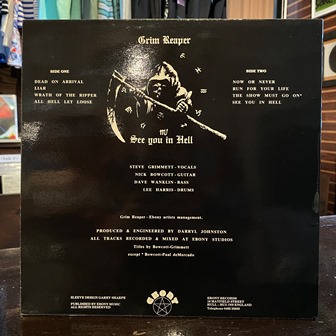 Grim Reaper
SIDE ONE
DEAD ON ARRIVAL
LIAR
WRATH OF THE RIPPER
ALL HELL LET LOOSE
SIDE TWO
NOW OR NEVER
RUN FOR YOUR LIFE
THE SHOW MUST GO ON*
SEE YOU IN HELL
See you in Hell
STEVE GRIMMETT - VOCALS
NICK BOWCOTT - GUITAR
DAVE WANKLIN - BASS
LEE HARRIS - DRUMS
Grim Reaper - Ebony artists management.
PRODUCED & ENGINEERED BY DARRYL JOHNSTON
ALL TRACKS RECORDED & MIXED AT EBONY STUDIOS
Titles by Bowcott-Grimmett
except * Bowcott-Paul deMercado
SLEEVE DESIGN GARRY SHARPE
PUBLISHED BY EBONY MUSIC
ALL RIGHTS RESERVED
EBONY
EBONY RECORDS
HULL - HU3 ENGLAND
Telephone